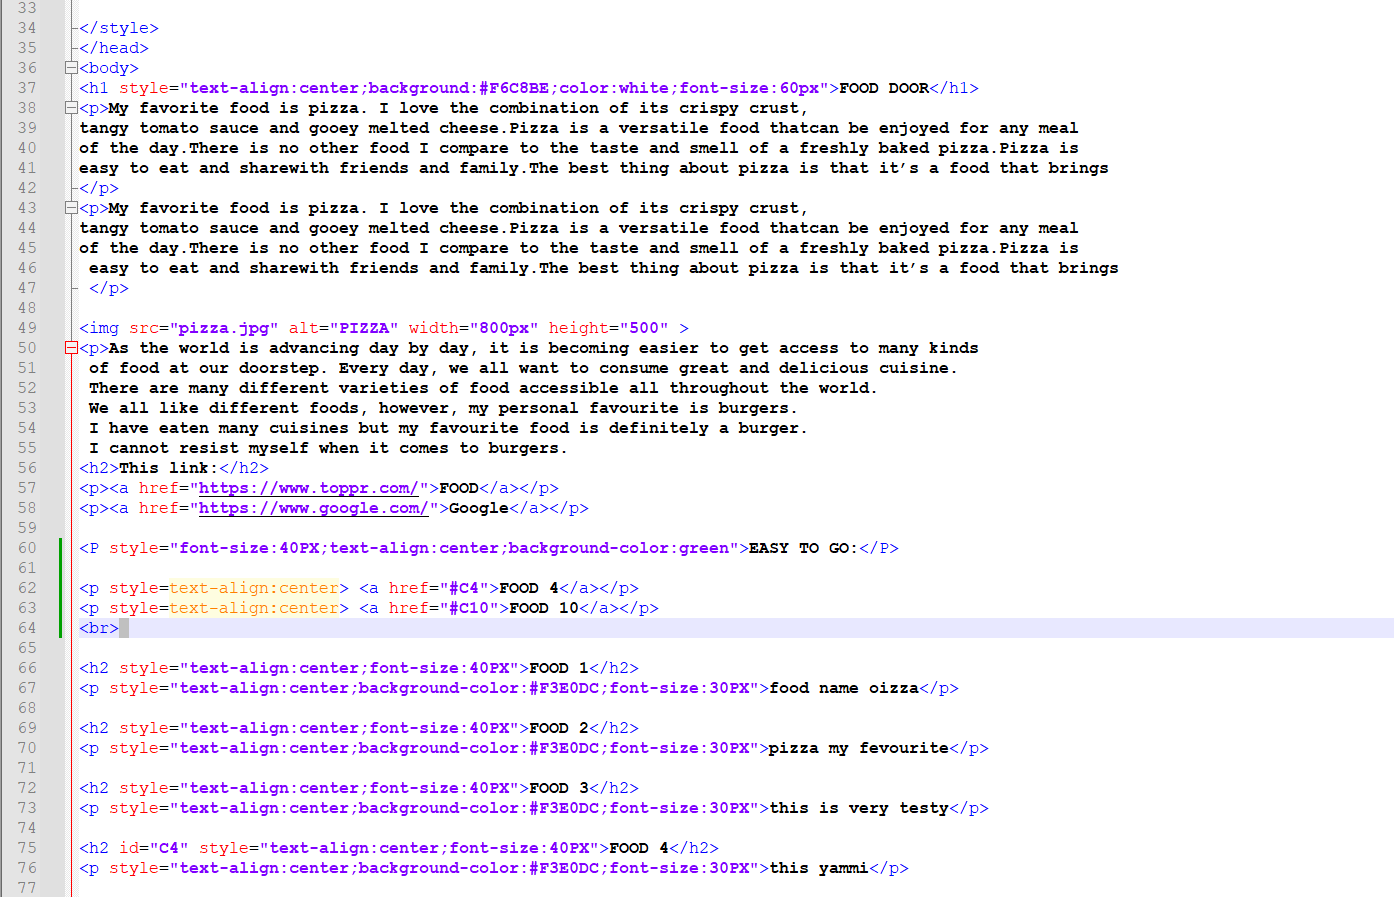 33
34 </style>
35 </head>
36 <body>
37 <h1 style="text-align:center;background:#F6C8BE;color:white;font-size:60px">FOOD DOOR</h1>
38 <p>My favorite food is pizza. I love the combination of its crispy crust,
39 tangy tomato sauce and gooey melted cheese.Pizza is a versatile food thatcan be enjoyed for any meal
40 of the day.There is no other food I compare to the taste and smell of a freshly baked pizza.Pizza is
41 easy to eat and sharewith friends and family.The best thing about pizza is that it’s a food that brings
42 </p>
43 <p>My favorite food is pizza. I love the combination of its crispy crust,
44 tangy tomato sauce and gooey melted cheese.Pizza is a versatile food thatcan be enjoyed for any meal
45 of the day.There is no other food I compare to the taste and smell of a freshly baked pizza.Pizza is
46 easy to eat and sharewith friends and family.The best thing about pizza is that it’s a food that brings
47 </p>
48
49 <img src="pizza.jpg" alt="PIZZA" width="800px" height="500" >
50 <p>As the world is advancing day by day, it is becoming easier to get access to many kinds
51 of food at our doorstep. Every day, we all want to consume great and delicious cuisine.
52 There are many different varieties of food accessible all throughout the world.
53 We all like different foods, however, my personal favourite is burgers.
54 I have eaten many cuisines but my favourite food is definitely a burger.
55 I cannot resist myself when it comes to burgers.
56 <h2>This link:</h2>
57 <p><a href="https://www.toppr.com/">FOOD</a></p>
58 <p><a href="https://www.google.com/">Google</a></p>
59
60 <P style="font-size:40PX;text-align:center;background-color:green">EASY TO GO:</P>
61
62 <p style=text-align:center> <a href="#C4">FOOD 4</a></p>
63 <p style=text-align:center> <a href="#C10">FOOD 10</a></p>
64 <br>
65
66 <h2 style="text-align:center;font-size:40PX">FOOD 1</h2>
67 <p style="text-align:center;background-color:#F3E0DC;font-size:30PX">food name oizza</p>
68
69 <h2 style="text-align:center;font-size:40PX">FOOD 2</h2>
70 <p style="text-align:center;background-color:#F3E0DC;font-size:30PX">pizza my fevourite</p>
71
72 <h2 style="text-align:center;font-size:40PX">FOOD 3</h2>
73 <p style="text-align:center;background-color:#F3E0DC;font-size:30PX">this is very testy</p>
74
75 <h2 id="C4" style="text-align:center;font-size:40PX">FOOD 4</h2>
76 <p style="text-align:center;background-color:#F3E0DC;font-size:30PX">this yammi</p>
77